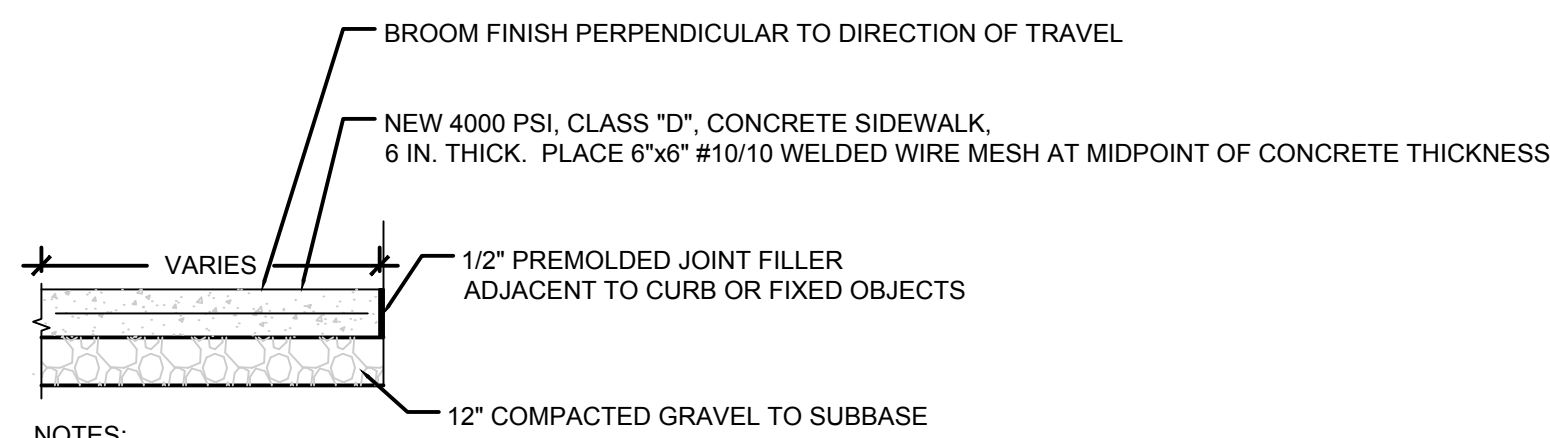 BROOM FINISH PERPENDICULAR TO DIRECTION OF TRAVEL
NEW 4000 PSI, CLASS "D", CONCRETE SIDEWALK,
6 IN. THICK. PLACE 6"x6" #10/10 WELDED WIRE MESH AT MIDPOINT OF CONCRETE THICKNESS
VARIES
1/2" PREMOLDED JOINT FILLER
ADJACENT TO CURB OR FIXED OBJECTS
12" COMPACTED GRAVEL TO SUBBASE
NOTES: